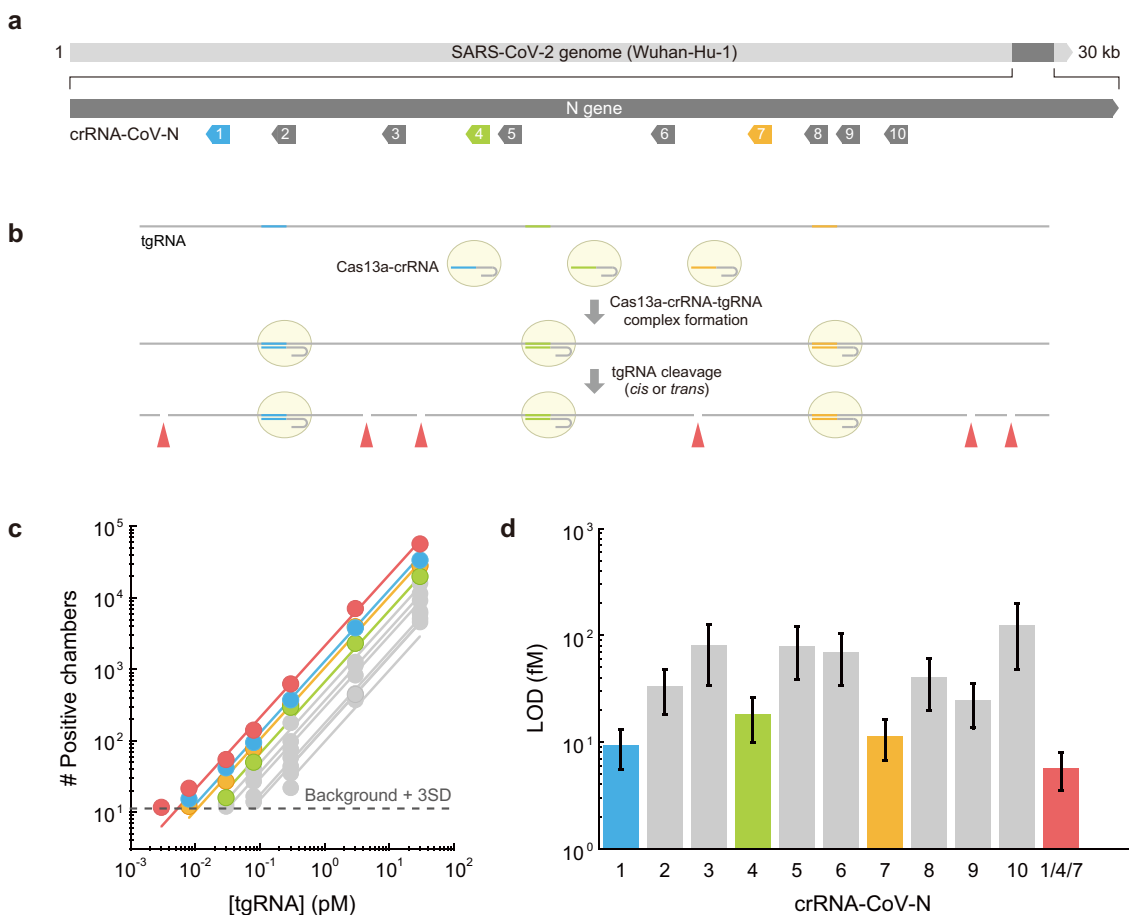 a
1 SARS-CoV-2 genome (Wuhan-Hu-1) 30 kb
N gene
crRNA-CoV-N 1 2 3 4 5 6 7 8 9 10
b
tgRNA
Cas13a-crRNA
Cas13a-crRNA-tgRNA
complex formation
tgRNA cleavage
(cis or trans)
c
# Positive chambers
10^5
10^4
10^3
10^2
10^1
Background + 3SD
10^-3 10^-2 10^-1 10^0 10^1 10^2
[tgRNA] (pM)
d
LOD (fM)
10^3
10^2
10^1
10^0
1 2 3 4 5 6 7 8 9 10 1/4/7
crRNA-CoV-N